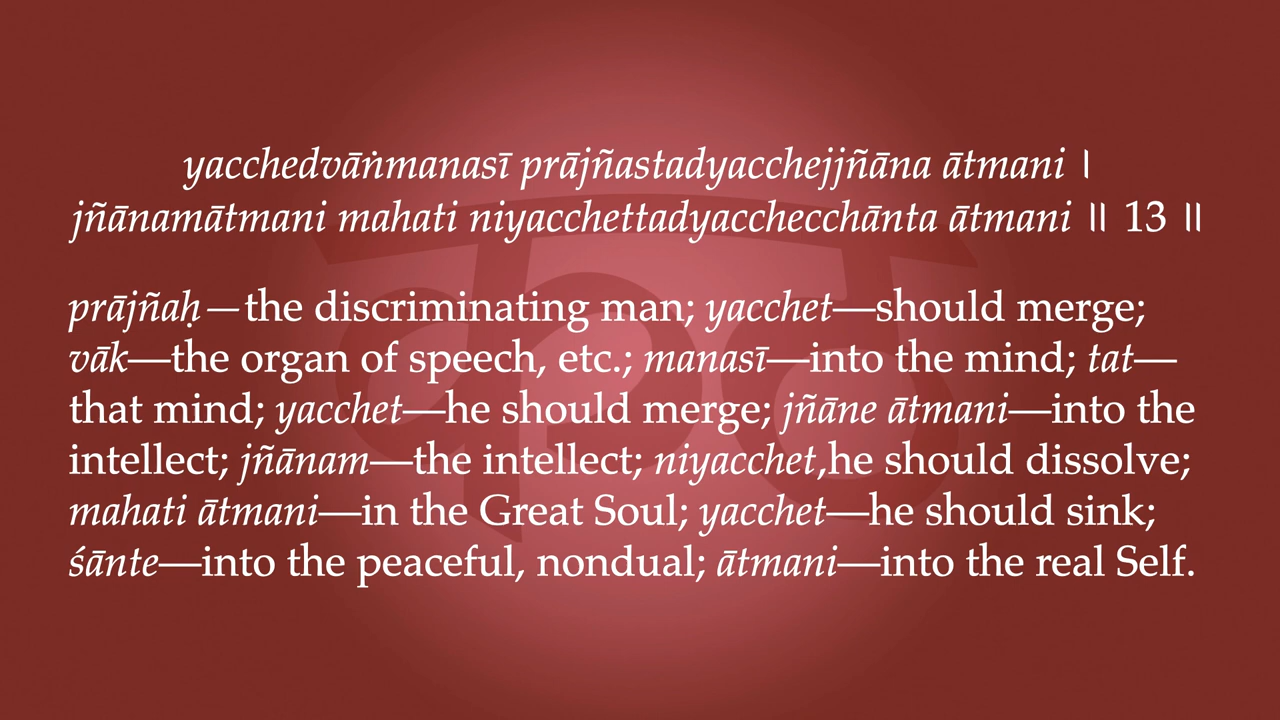 yacchedvāṅmanasī prājñastadyacchejjñāna ātmani ।
jñānamātmani mahati niyacchettadyacchecchānta ātmani ॥ 13 ॥
prājñaḥ—the discriminating man; yacchet—should merge;
vāk—the organ of speech, etc.; manasī—into the mind; tat—
that mind; yacchet—he should merge; jñāne ātmani—into the
intellect; jñānam—the intellect; niyacchet,he should dissolve;
mahati ātmani—in the Great Soul; yacchet—he should sink;
śānte—into the peaceful, nondual; ātmani—into the real Self.